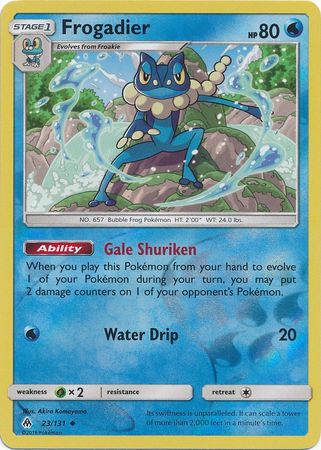 STAGE 1 Frogadier HP 80
Evolves from Froakie
NO. 657 Bubble Frog Pokémon HT: 2'00" WT: 24.0 lbs.
Ability Gale Shuriken
When you play this Pokémon from your hand to evolve
1 of your Pokémon during your turn, you may put
2 damage counters on 1 of your opponent's Pokémon.
Water Drip 20
weakness ×2 resistance retreat
Illus. Akira Komayama
23/131
©2018 Pokémon
Its swiftness is unparalleled. It can scale a tower
of more than 2,000 feet in a minute's time.